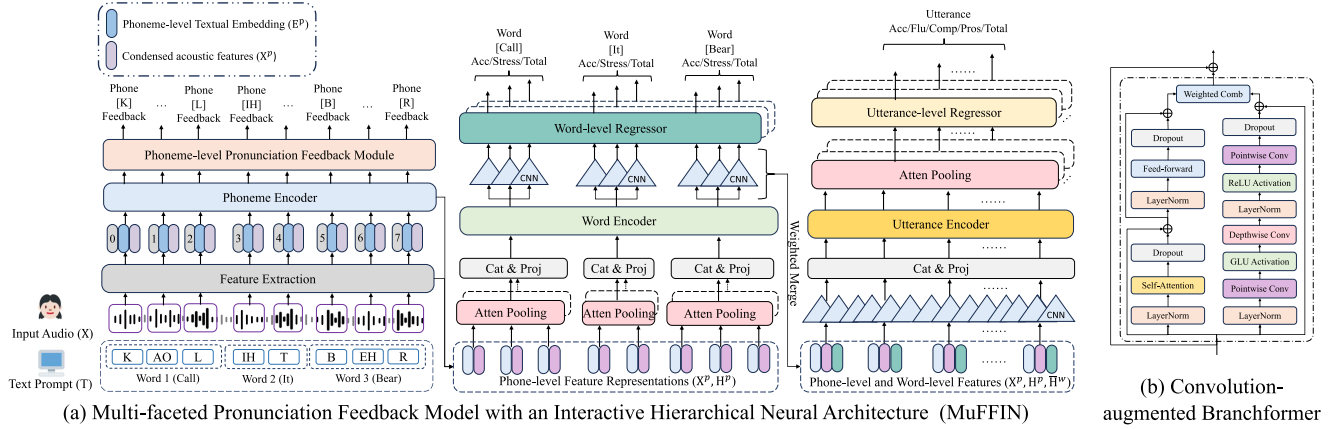 Phoneme-level Textual Embedding (Eᵖ)
Condensed acoustic features (Xᵖ)
Phone Phone Phone Phone Phone
[K] ... [L] [IH] ... [B] ... [R]
Feedback Feedback Feedback Feedback Feedback
Phoneme-level Pronunciation Feedback Module
Phoneme Encoder
0 1 2 3 4 5 6 7
Feature Extraction
Input Audio (X)
Text Prompt (T)
K AO L IH T B EH R
Word 1 (Call) Word 2 (It) Word 3 (Bear)
Word Word Word
[Call] [It] [Bear]
Acc/Stress/Total Acc/Stress/Total Acc/Stress/Total
Word-level Regressor
CNN CNN CNN
Word Encoder
Cat & Proj Cat & Proj Cat & Proj
Atten Pooling Atten Pooling Atten Pooling
Phone-level Feature Representations (Xᵖ, Hᵖ)
Weighted Merge
Utterance
Acc/Flu/Comp/Pros/Total
......
Utterance-level Regressor
......
Atten Pooling
......
Utterance Encoder
......
Cat & Proj
CNN
......
Phone-level and Word-level Features (Xᵖ, Hᵖ, H̅ʷ)
(a) Multi-faceted Pronunciation Feedback Model with an Interactive Hierarchical Neural Architecture (MuFFIN)
Weighted Comb
Dropout
Feed-forward
LayerNorm
Dropout
Self-Attention
LayerNorm
Dropout
Pointwise Conv
ReLU Activation
LayerNorm
Depthwise Conv
GLU Activation
Pointwise Conv
LayerNorm
(b) Convolution-
augmented Branchformer